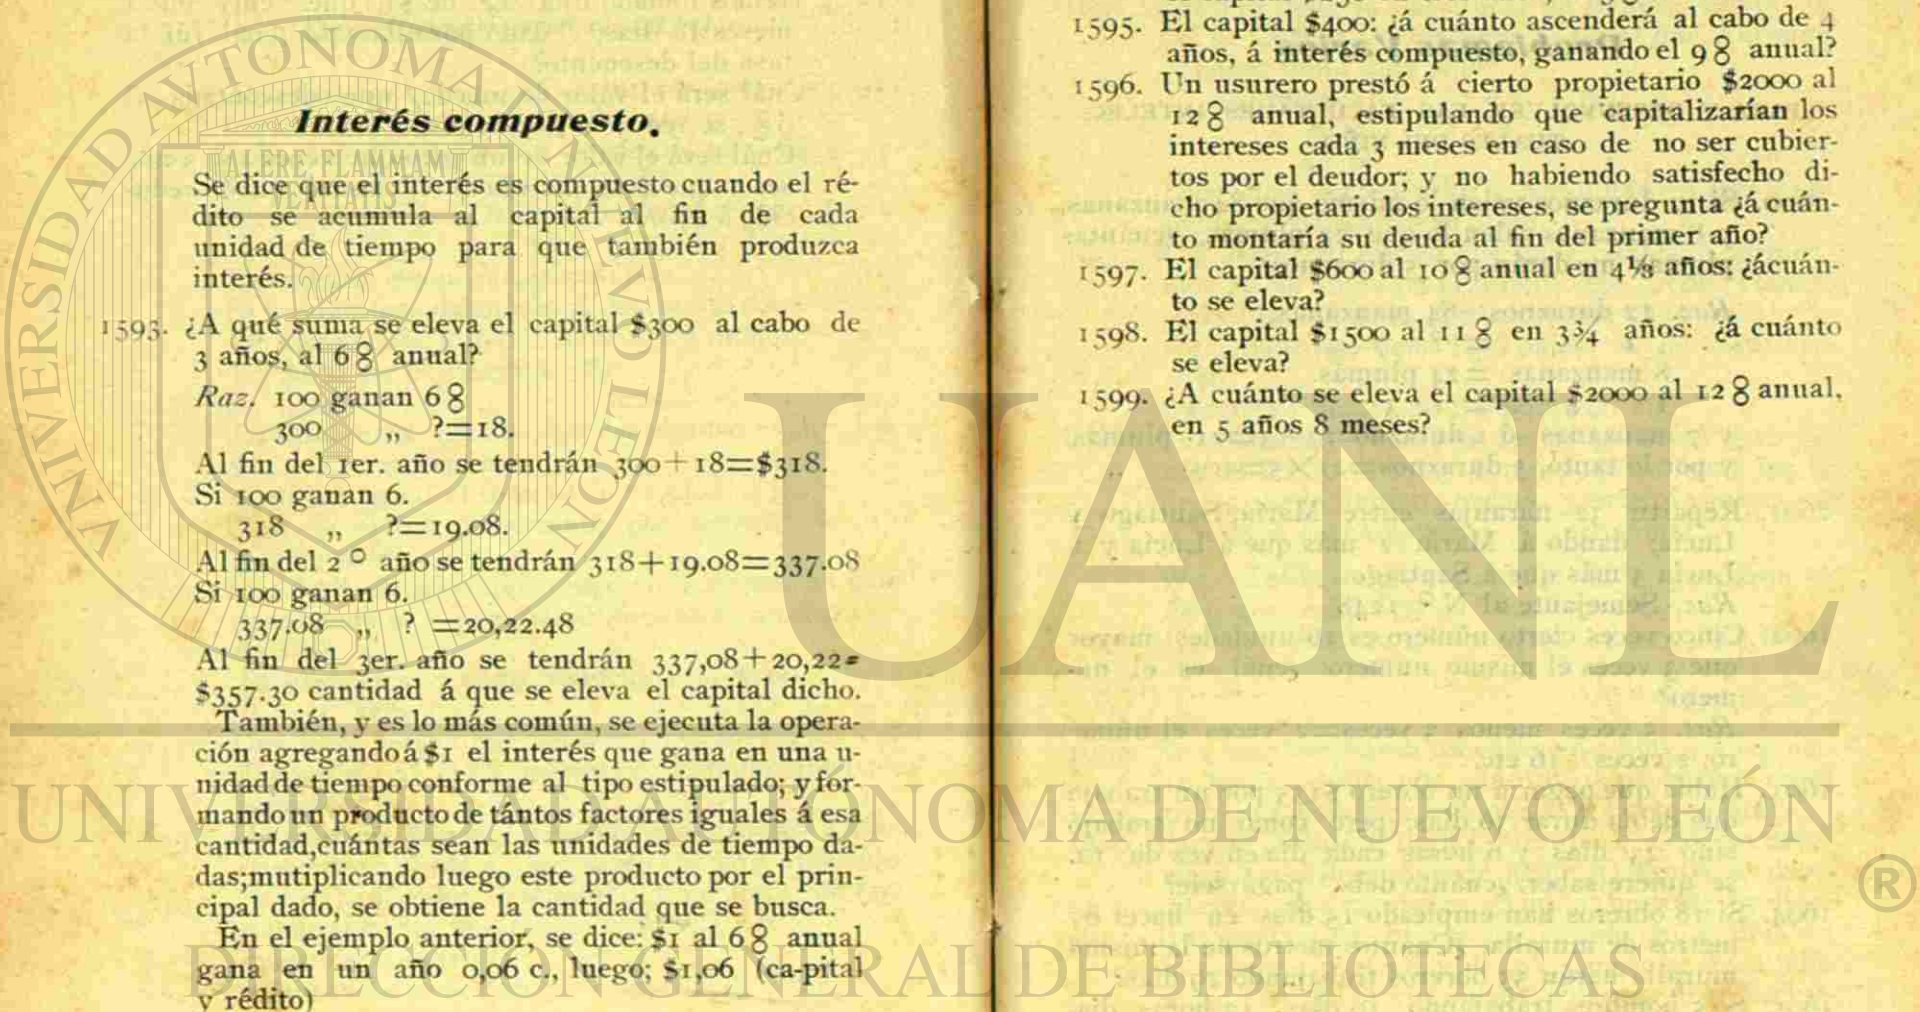 Interés compuesto.
Se dice que el interés es compuesto cuando el ré-
dito se acumula al capital al fin de cada
unidad de tiempo para que también produzca
interés.
1593. ¿A qué suma se eleva el capital $300 al cabo de
3 años, al 6 % anual?
Raz. 100 ganan 6 %
300 „ ?=18.
Al fin del 1er. año se tendrán 300+18=$318.
Si 100 ganan 6.
318 „ ?=19.08.
Al fin del 2° año se tendrán 318+19.08=337.08
Si 100 ganan 6.
337.08 „ ? =20,22.48
Al fin del 3er. año se tendrán 337,08+20,22=
$357.30 cantidad á que se eleva el capital dicho.
También, y es lo más común, se ejecuta la opera-
ción agregando á $1 el interés que gana en una u-
nidad de tiempo conforme al tipo estipulado; y for-
mando un producto de tántos factores iguales á esa
cantidad,cuántas sean las unidades de tiempo da-
das;mutiplicando luego este producto por el prin-
cipal dado, se obtiene la cantidad que se busca.
En el ejemplo anterior, se dice: $1 al 6 % anual
gana en un año 0,06 c., luego; $1,06 (ca-pital
y rédito)
1595. El capital $400: ¿á cuánto ascenderá al cabo de 4
años, á interés compuesto, ganando el 9 % anual?
1596. Un usurero prestó á cierto propietario $2000 al
12 % anual, estipulando que capitalizarían los
intereses cada 3 meses en caso de no ser cubier-
tos por el deudor; y no habiendo satisfecho di-
cho propietario los intereses, se pregunta ¿á cuán-
to montaría su deuda al fin del primer año?
1597. El capital $600 al 10 % anual en 4⅓ años: ¿ácuán-
to se eleva?
1598. El capital $1500 al 11 % en 3¾ años: ¿á cuánto
se eleva?
1599. ¿A cuánto se eleva el capital $2000 al 12 % anual,
en 5 años 8 meses?
UNIVERSIDAD AUTONOMA DE NUEVO LEON
ALERE FLAMMAM
VERITATIS
UANL
UNIVERSIDAD AUTÓNOMA DE NUEVO LEÓN
®
DIRECCIÓN GENERAL DE BIBLIOTECAS